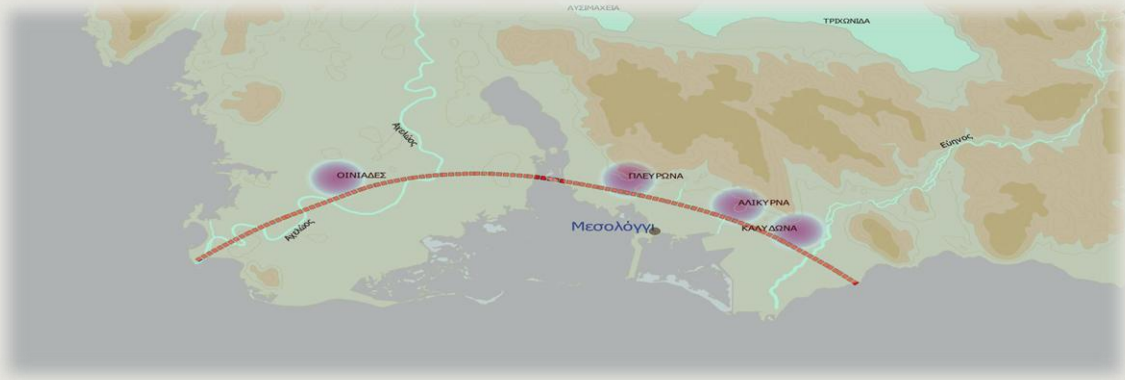 ΛΥΣΙΜΑΧΕΙΑ
ΤΡΙΧΩΝΙΔΑ
Αχελώος
Εύηνος
ΟΙΝΙΑΔΕΣ
ΠΛΕΥΡΩΝΑ
ΑΛΙΚΥΡΝΑ
Αχελώος
Μεσολόγγι
ΚΑΛΥΔΩΝΑ